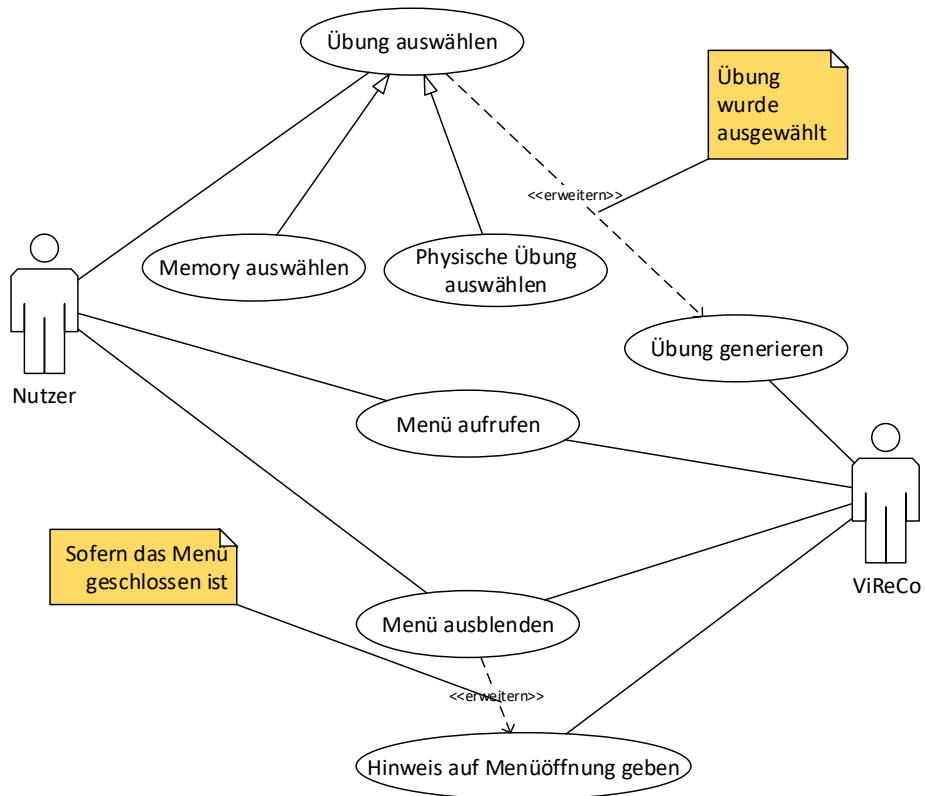 Übung auswählen
Übung
wurde
ausgewählt
<<erweitern>>
Memory auswählen
Physische Übung
auswählen
Übung generieren
Nutzer
Menü aufrufen
Sofern das Menü
geschlossen ist
ViReCo
Menü ausblenden
<<erweitern>>
Hinweis auf Menüöffnung geben